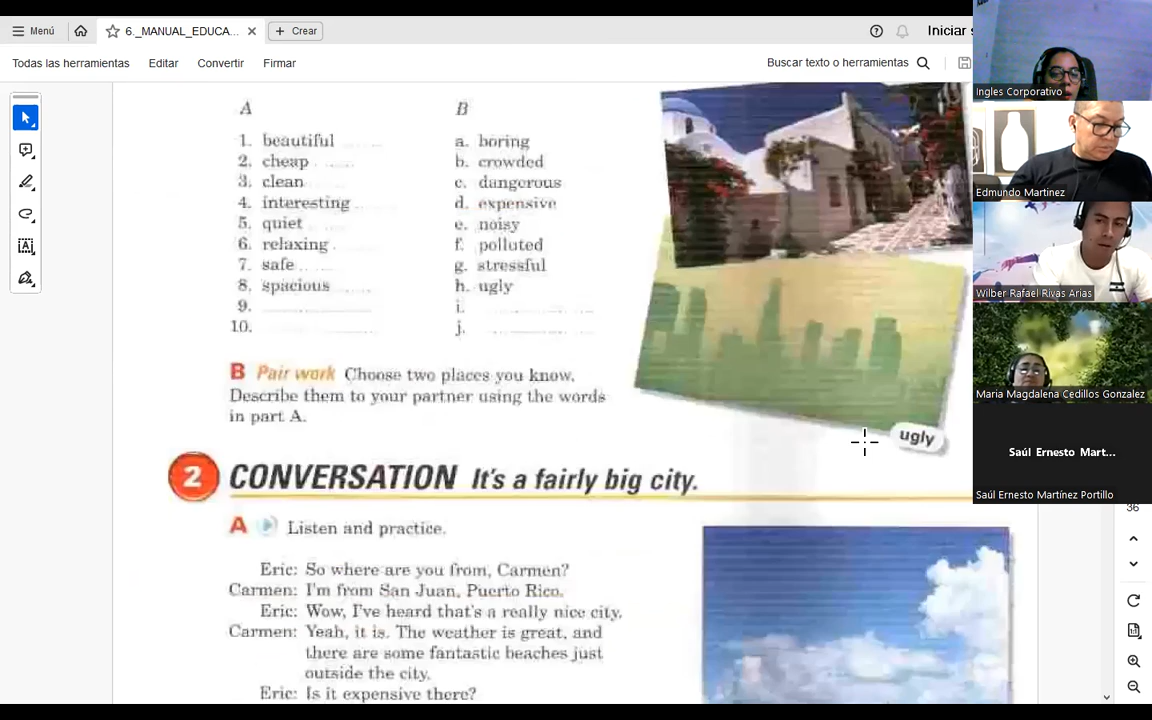 Menú
6._MANUAL_EDUCA...
Crear
Iniciar s
Todas las herramientas
Editar
Convertir
Firmar
Buscar texto o herramientas
A
B
1. beautiful
a. boring
2. cheap
b. crowded
3. clean
c. dangerous
4. interesting
d. expensive
5. quiet
e. noisy
6. relaxing
f. polluted
7. safe
g. stressful
8. spacious
h. ugly
9.
i.
10.
j.
B Pair work Choose two places you know.
Describe them to your partner using the words
in part A.
ugly
2 CONVERSATION It's a fairly big city.
A Listen and practice.
Eric: So where are you from, Carmen?
Carmen: I'm from San Juan, Puerto Rico.
Eric: Wow, I've heard that's a really nice city.
Carmen: Yeah, it is. The weather is great, and
there are some fantastic beaches just
outside the city.
Eric: Is it expensive there?
Ingles Corporativo
Edmundo Martinez
Wilber Rafael Rivas Arias
Maria Magdalena Cedillos Gonzalez
Saúl Ernesto Mart...
Saúl Ernesto Martínez Portillo
36